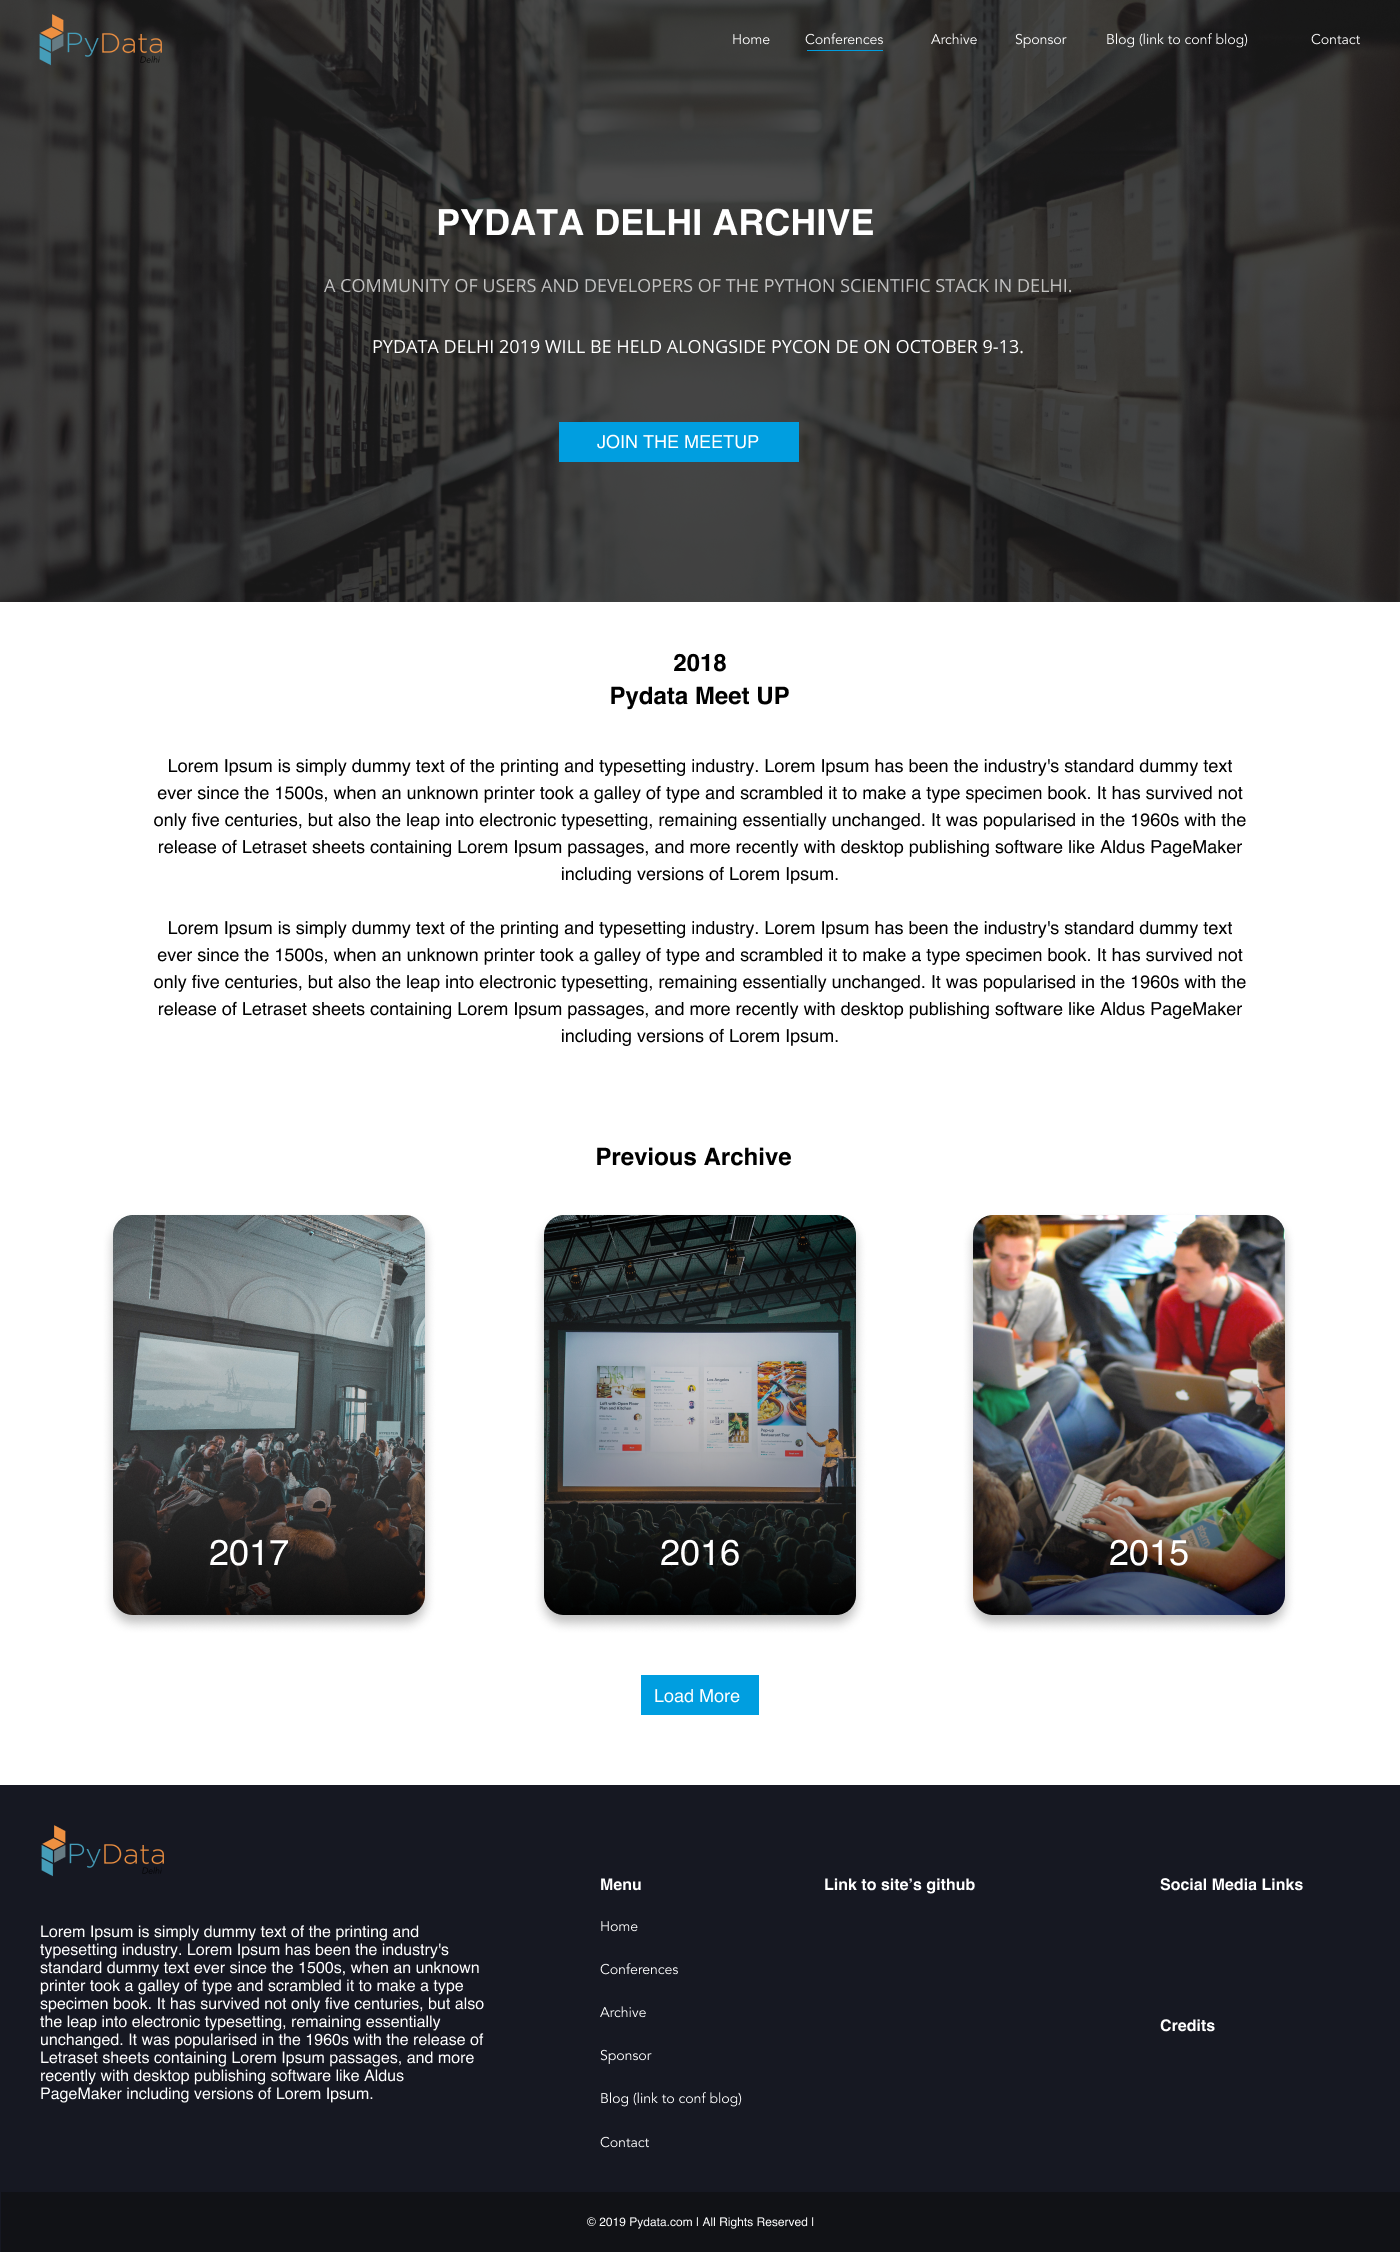 PyData
Delhi
Home Conferences Archive Sponsor Blog (link to conf blog) Contact
PYDATA DELHI ARCHIVE
A COMMUNITY OF USERS AND DEVELOPERS OF THE PYTHON SCIENTIFIC STACK IN DELHI.
PYDATA DELHI 2019 WILL BE HELD ALONGSIDE PYCON DE ON OCTOBER 9-13.
JOIN THE MEETUP
2018
Pydata Meet UP
Lorem Ipsum is simply dummy text of the printing and typesetting industry. Lorem Ipsum has been the industry's standard dummy text
ever since the 1500s, when an unknown printer took a galley of type and scrambled it to make a type specimen book. It has survived not
only five centuries, but also the leap into electronic typesetting, remaining essentially unchanged. It was popularised in the 1960s with the
release of Letraset sheets containing Lorem Ipsum passages, and more recently with desktop publishing software like Aldus PageMaker
including versions of Lorem Ipsum.
Lorem Ipsum is simply dummy text of the printing and typesetting industry. Lorem Ipsum has been the industry's standard dummy text
ever since the 1500s, when an unknown printer took a galley of type and scrambled it to make a type specimen book. It has survived not
only five centuries, but also the leap into electronic typesetting, remaining essentially unchanged. It was popularised in the 1960s with the
release of Letraset sheets containing Lorem Ipsum passages, and more recently with desktop publishing software like Aldus PageMaker
including versions of Lorem Ipsum.
Previous Archive
Los Angeles
Loft with Open Floor
Plan and Kitchen
Pop-up
Restaurant Tour
2017
2016
2015
Load More
PyData
Delhi
Lorem Ipsum is simply dummy text of the printing and
typesetting industry. Lorem Ipsum has been the industry's
standard dummy text ever since the 1500s, when an unknown
printer took a galley of type and scrambled it to make a type
specimen book. It has survived not only five centuries, but also
the leap into electronic typesetting, remaining essentially
unchanged. It was popularised in the 1960s with the release of
Letraset sheets containing Lorem Ipsum passages, and more
recently with desktop publishing software like Aldus
PageMaker including versions of Lorem Ipsum.
Menu
Home
Conferences
Archive
Sponsor
Blog (link to conf blog)
Contact
Link to site’s github
Social Media Links
Credits
© 2019 Pydata.com | All Rights Reserved |